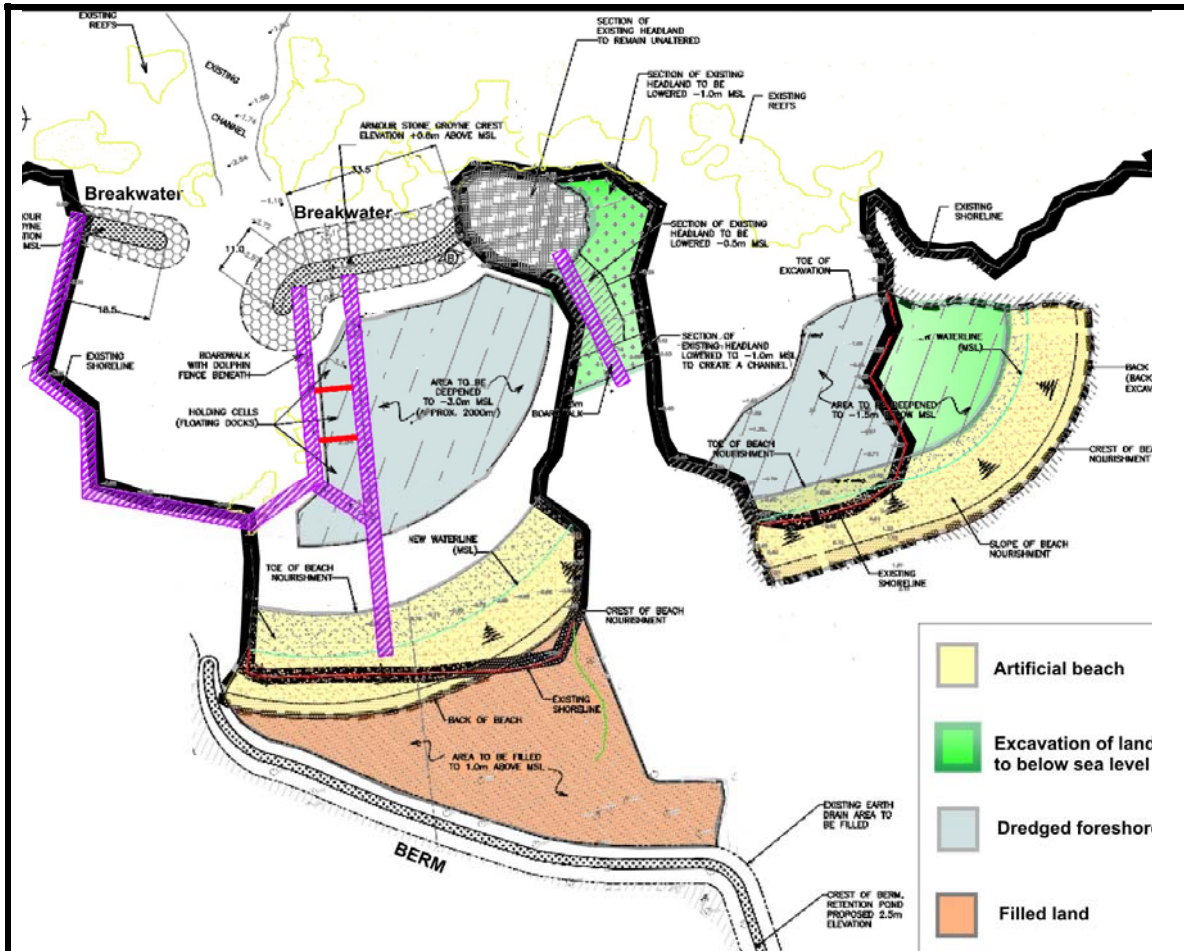 EXISTING
REEFS
EXISTING
CHANNEL
SECTION OF
EXISTING HEADLAND
TO REMAIN UNALTERED
SECTION OF EXISTING
HEADLAND TO BE
LOWERED -1.0m MSL
EXISTING
REEFS
ARMOUR STONE GROYNE CREST
ELEVATION +0.8m ABOVE MSL
33.5
Breakwater
Breakwater
B
11.0
18.5
SECTION OF EXISTING
HEADLAND TO BE
LOWERED -0.5m MSL
EXISTING
SHORELINE
TOE OF
EXCAVATION
EXISTING
SHORELINE
BOARDWALK
WITH DOLPHIN
FENCE BENEATH
HOLDING CELLS
(FLOATING DOCKS)
AREA TO BE
DEEPENED
TO -3.0m MSL
(APPROX. 2000m²)
SECTION OF
EXISTING HEADLAND
LOWERED TO -1.0m MSL
TO CREATE A CHANNEL
WATERLINE
(MSL)
BACK
(BACK
EXCAV
TO -1.5m BELOW MSL
TOE OF BEACH
NOURISHMENT
CREST OF BE
NOURISHMENT
NEW WATERLINE
(MSL)
TOE OF BEACH
NOURISHMENT
SLOPE OF BEACH
NOURISHMENT
EXISTING
SHORELINE
CREST OF BEACH
NOURISHMENT
EXISTING
SHORELINE
BACK OF BEACH
AREA TO BE FILLED
TO 1.0m ABOVE MSL
BERM
EXISTING EARTH
DRAIN AREA TO
BE FILLED
CREST OF BERM,
RETENTION POND
PROPOSED 2.5m
ELEVATION
Artificial beach
Excavation of land
to below sea level
Dredged foreshor
Filled land